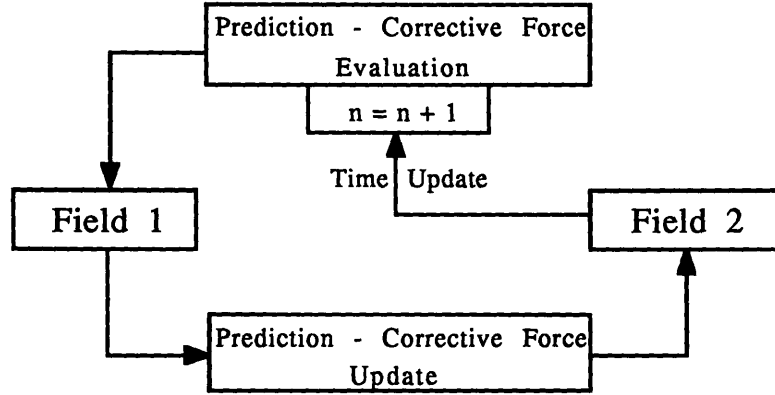 Prediction - Corrective Force
Evaluation
n = n + 1
Time Update
Field 1
Field 2
Prediction - Corrective Force
Update